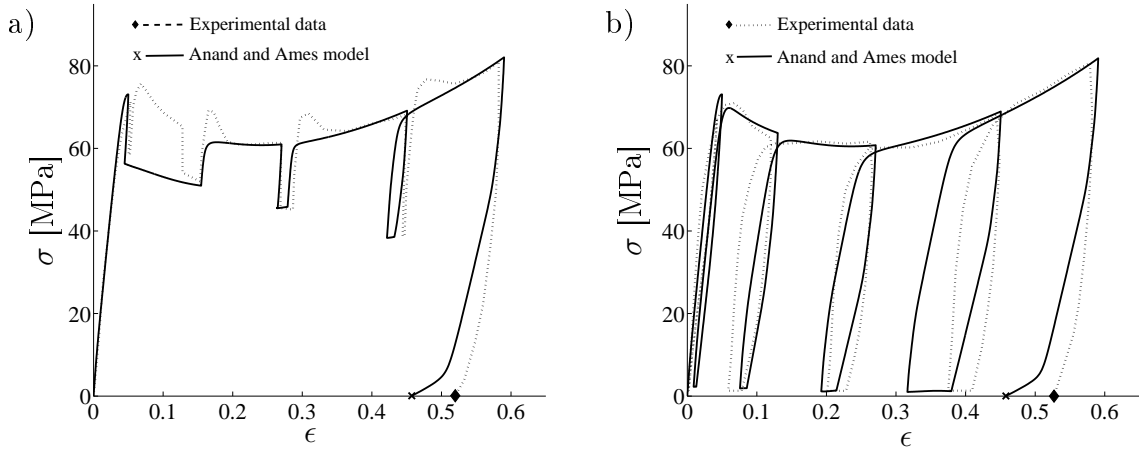 a)
Experimental data
x Anand and Ames model
80
60
40
20
0
0 0.1 0.2 0.3 0.4 0.5 0.6
σ [MPa]
ϵ
b)
Experimental data
x Anand and Ames model
80
60
40
20
0
0 0.1 0.2 0.3 0.4 0.5 0.6
σ [MPa]
ϵ